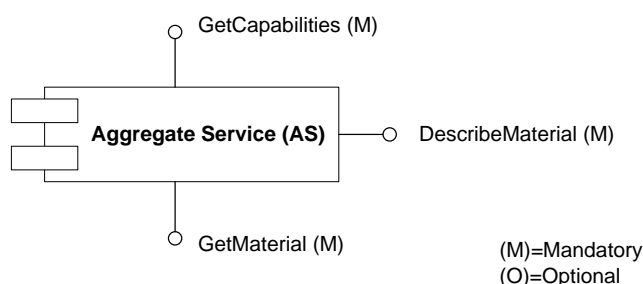 GetCapabilities (M)
Aggregate Service (AS)
DescribeMaterial (M)
GetMaterial (M)
(M)=Mandatory
(O)=Optional